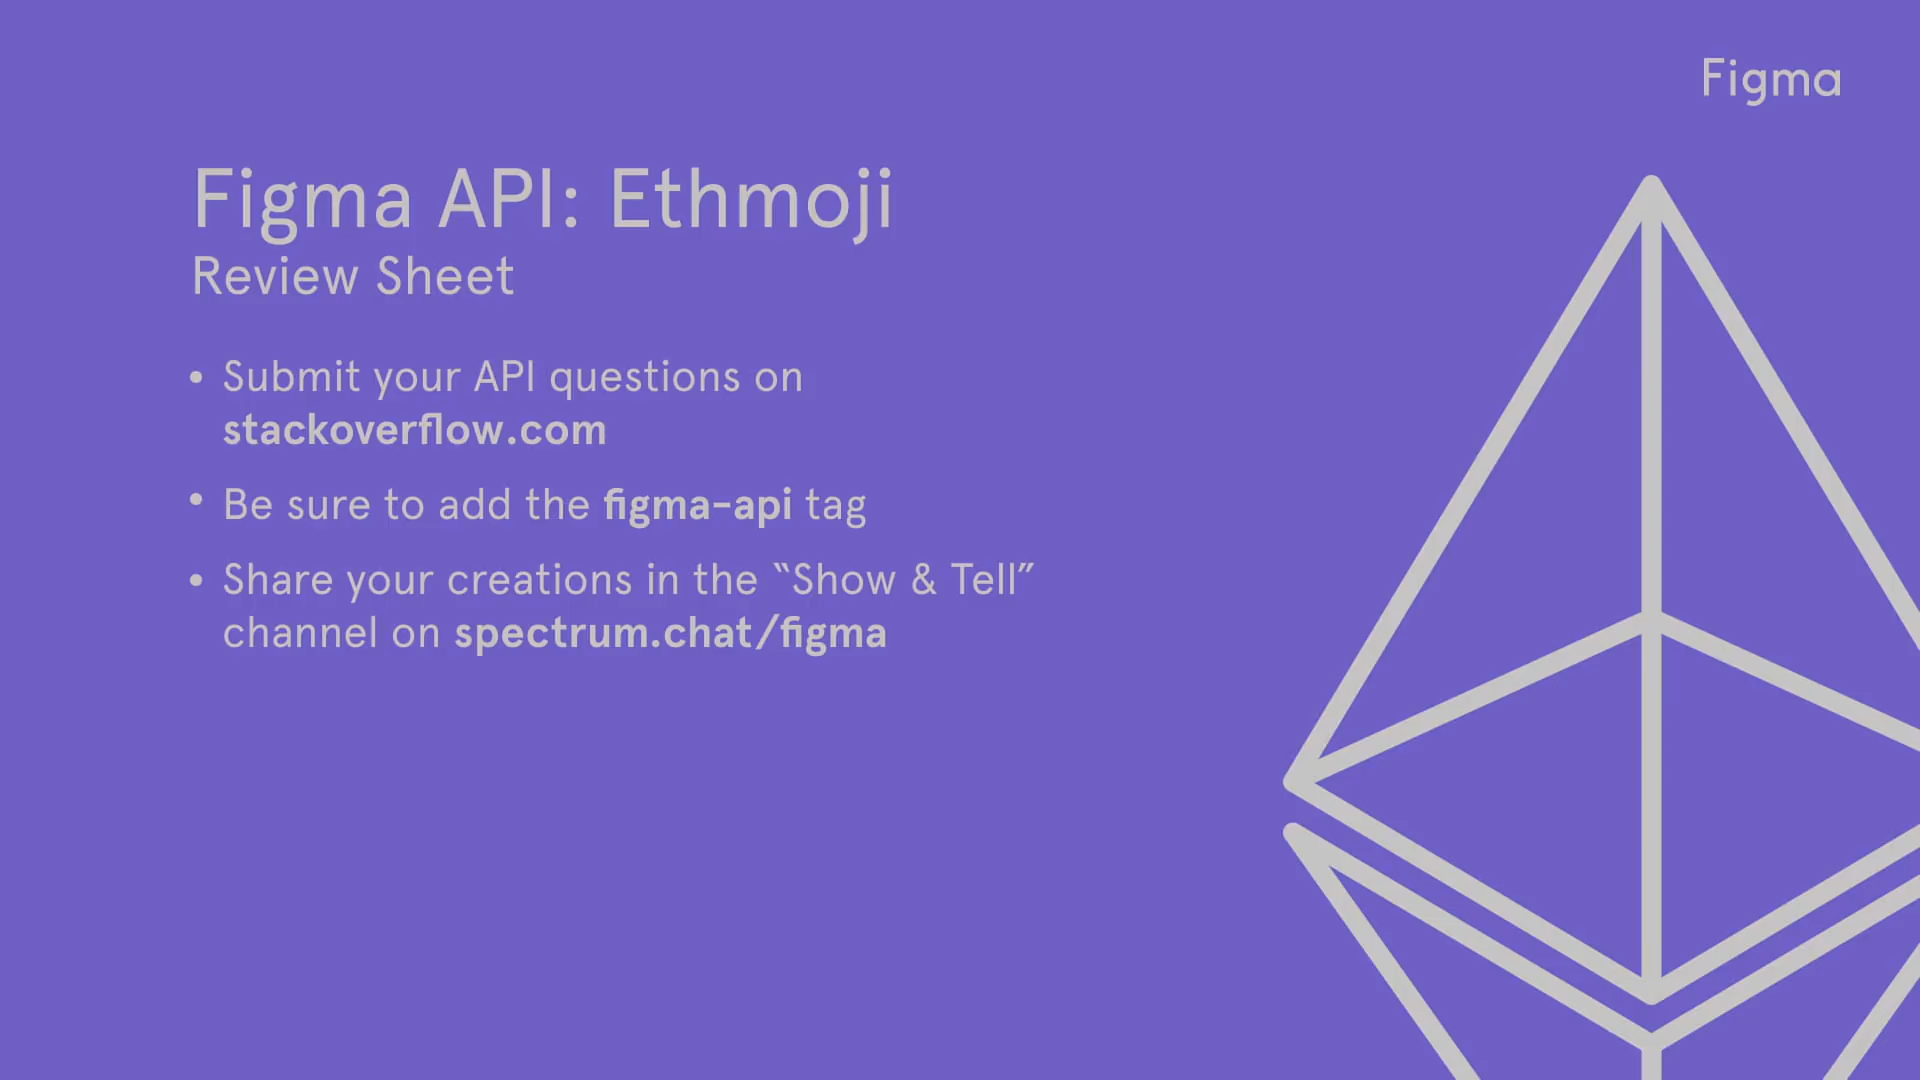 Figma
Figma API: Ethmoji
Review Sheet
• Submit your API questions on
stackoverflow.com
• Be sure to add the figma-api tag
• Share your creations in the “Show & Tell”
channel on spectrum.chat/figma